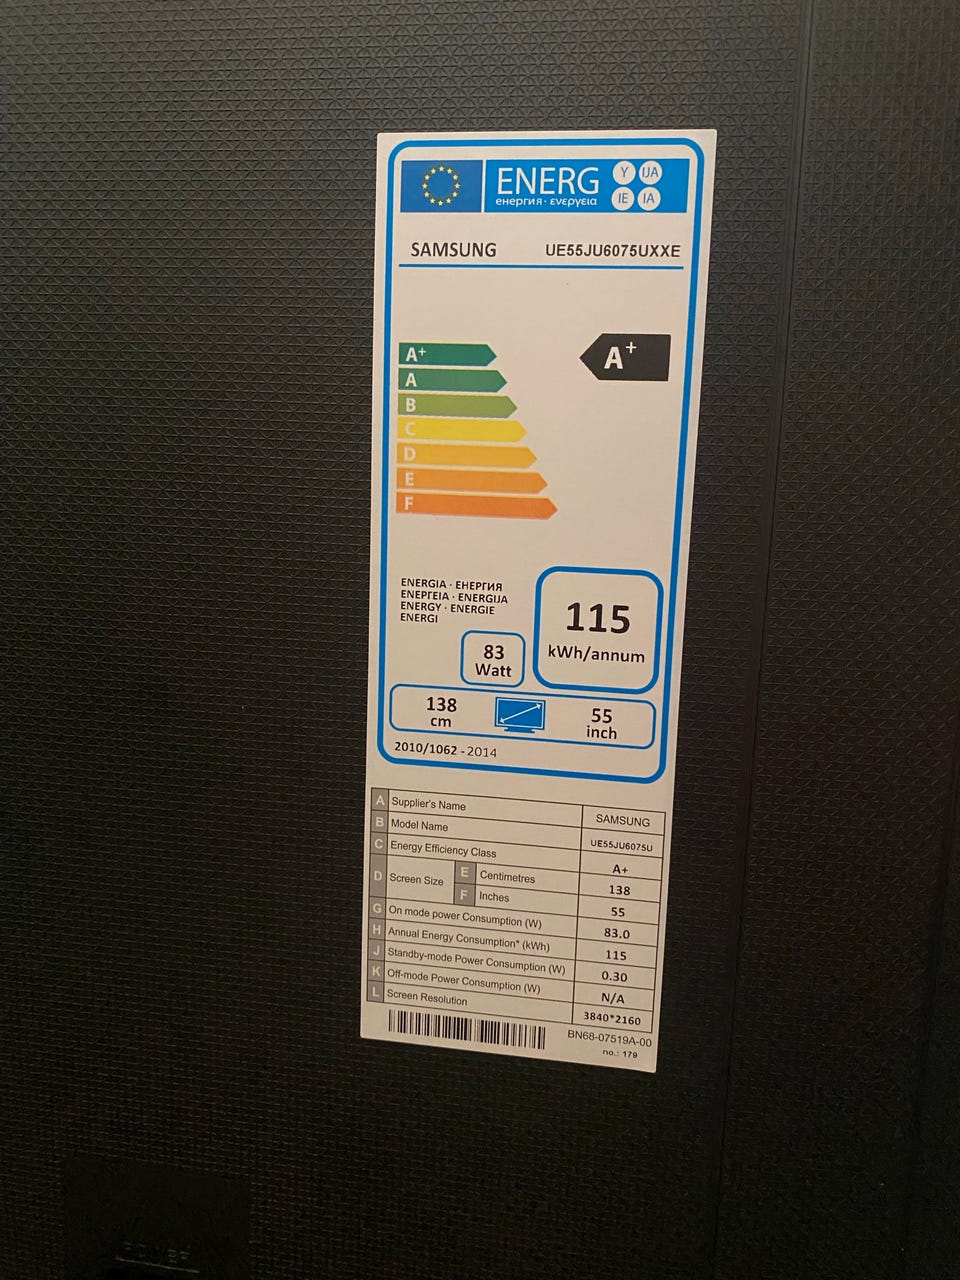 ENERG Y IJA
енергия · ενεργεια IE IA
SAMSUNG UE55JU6075UXXE
A+ A+
A
B
C
D
E
F
ENERGIA · ЕНЕРГИЯ
ΕΝΕΡΓΕΙΑ · ENERGIJA
ENERGY · ENERGIE
ENERGI
115
kWh/annum
83
Watt
138
cm
55
inch
2010/1062 - 2014
A Supplier's Name SAMSUNG
B Model Name UE55JU6075U
C Energy Efficiency Class A+
D Screen Size E Centimetres 138
F Inches 55
G On mode power Consumption (W) 83.0
H Annual Energy Consumption* (kWh) 115
J Standby-mode Power Consumption (W) 0.30
K Off-mode Power Consumption (W) N/A
L Screen Resolution 3840*2160
BN68-07519A-00
no.: 179
POWER